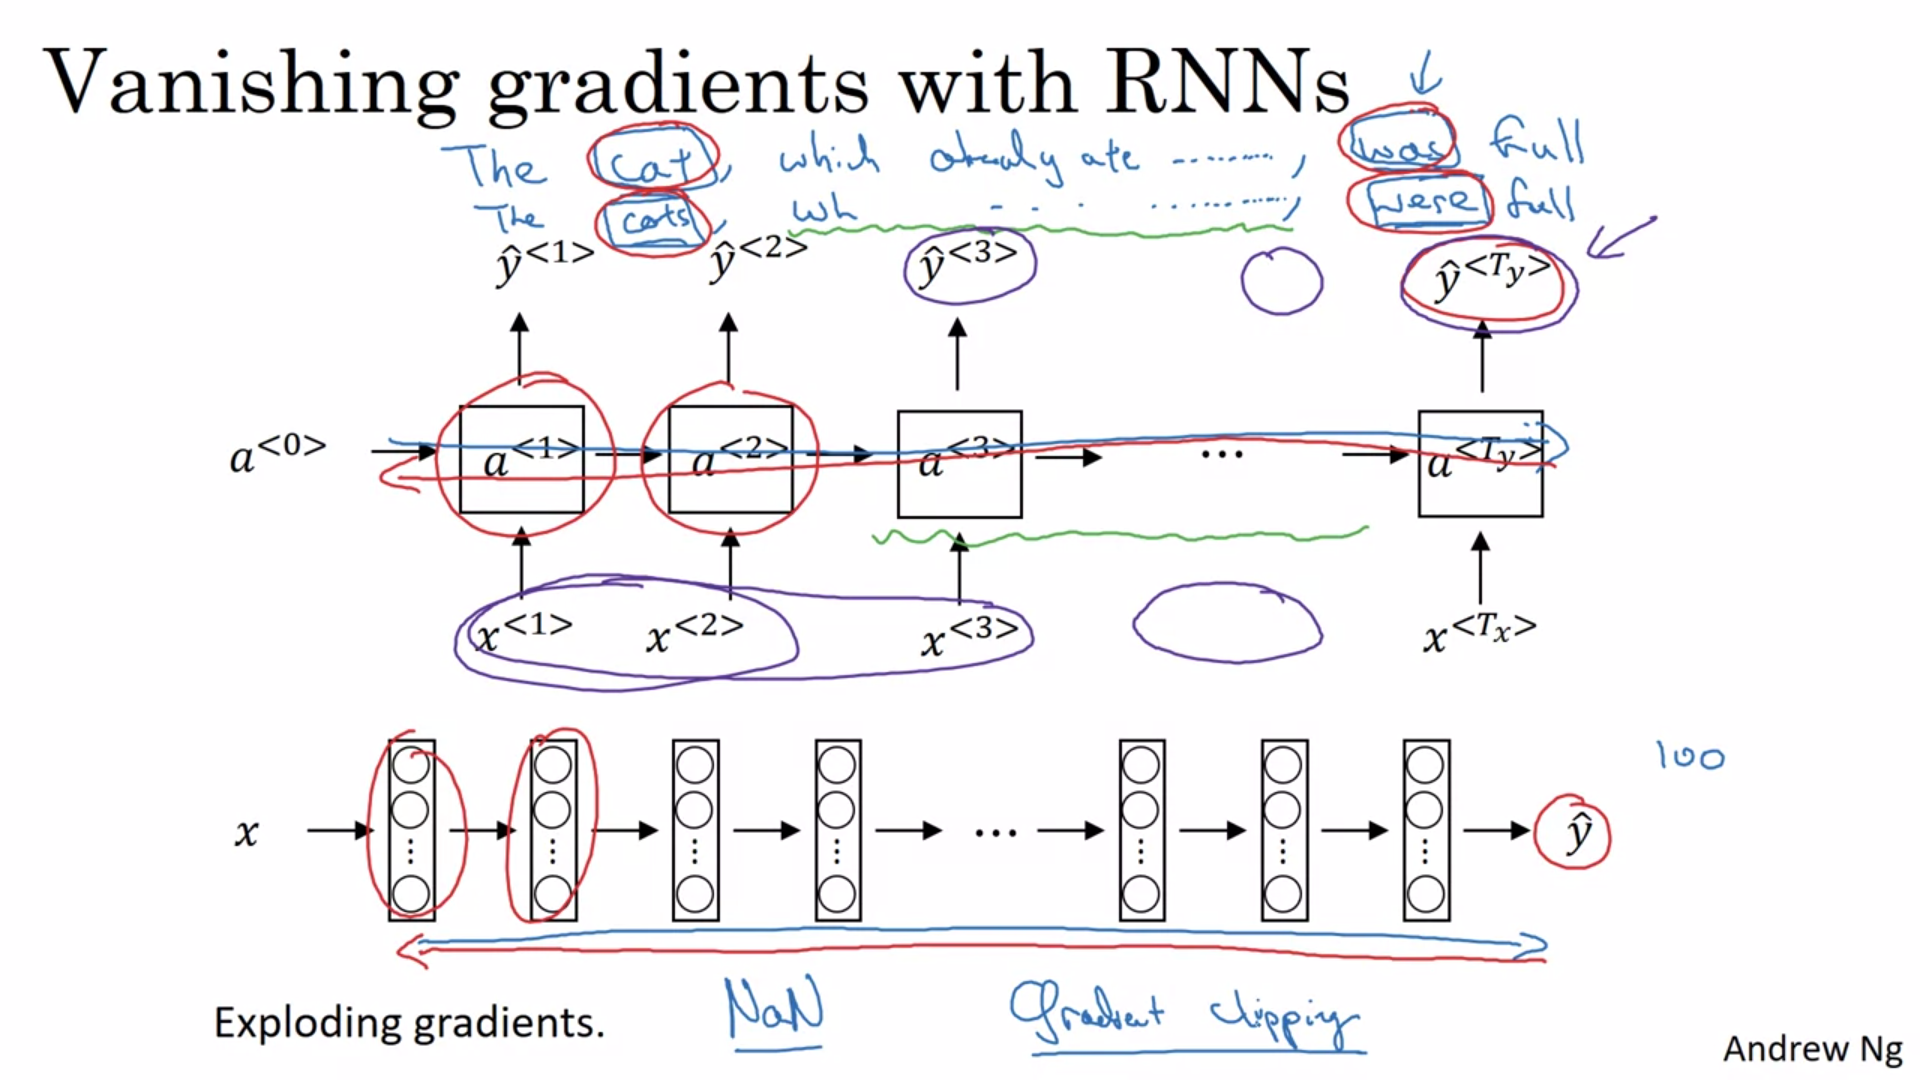 Vanishing gradients with RNNs
The cat, which already ate ........, was full
The cats, wh ... ........, were full
ŷ<1> ŷ<2> ŷ<3> ŷ<Ty>
a<0> a<1> a<2> a<3> ... a<Ty>
x<1> x<2> x<3> x<Tx>
100
x ... ŷ
Exploding gradients. NaN Gradient clipping
Andrew Ng